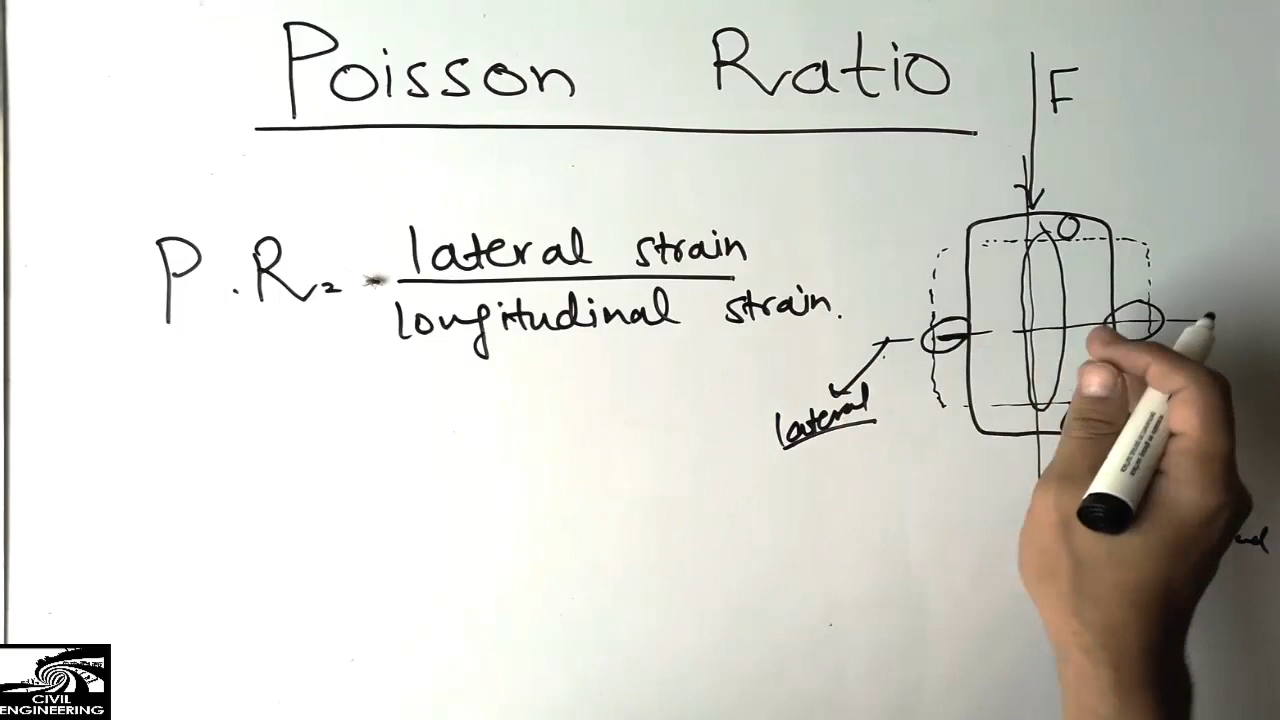 Poisson Ratio
F
P.R = lateral strain
longitudinal strain.
lateral
CIVIL
ENGINEERING